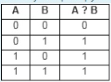 A B A ? B
0 0 0
0 1 1
1 0 1
1 1 1